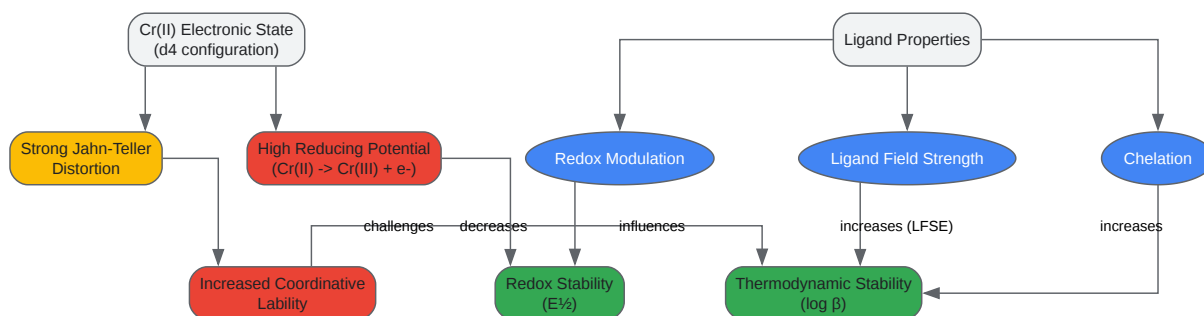 Cr(II) Electronic State
(d4 configuration)
Ligand Properties
Strong Jahn-Teller
Distortion
High Reducing Potential
(Cr(II) -> Cr(III) + e-)
Redox Modulation
Ligand Field Strength
Chelation
challenges
decreases
influences
increases (LFSE)
increases
Increased Coordinative
Lability
Redox Stability
(E½)
Thermodynamic Stability
(log β)